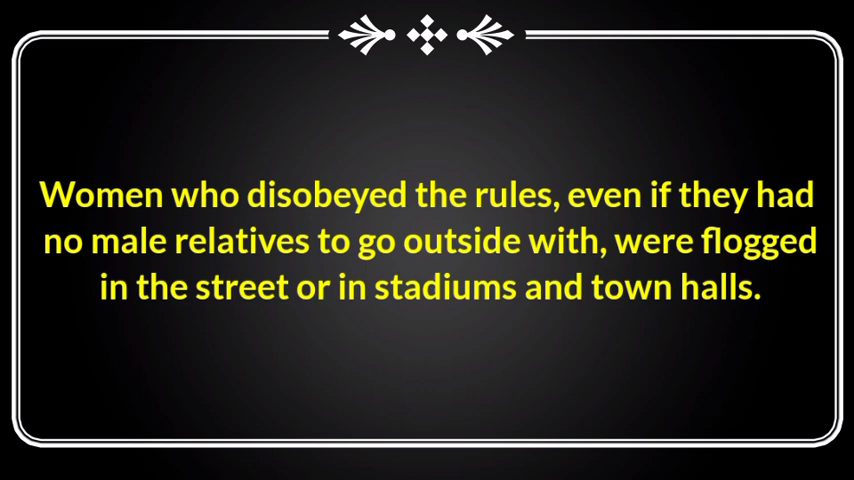 Women who disobeyed the rules, even if they had
no male relatives to go outside with, were flogged
in the street or in stadiums and town halls.